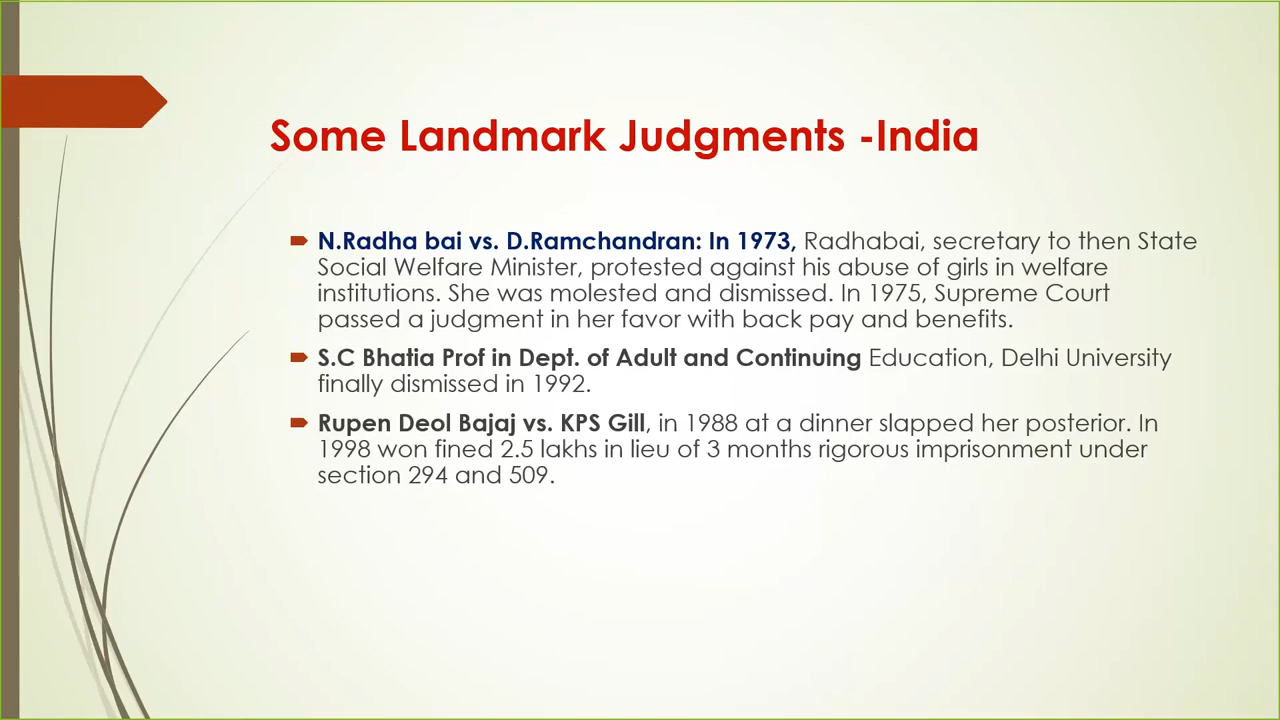 Some Landmark Judgments -India
N.Radha bai vs. D.Ramchandran: In 1973, Radhabai, secretary to then State
Social Welfare Minister, protested against his abuse of girls in welfare
institutions. She was molested and dismissed. In 1975, Supreme Court
passed a judgment in her favor with back pay and benefits.
S.C Bhatia Prof in Dept. of Adult and Continuing Education, Delhi University
finally dismissed in 1992.
Rupen Deol Bajaj vs. KPS Gill, in 1988 at a dinner slapped her posterior. In
1998 won fined 2.5 lakhs in lieu of 3 months rigorous imprisonment under
section 294 and 509.